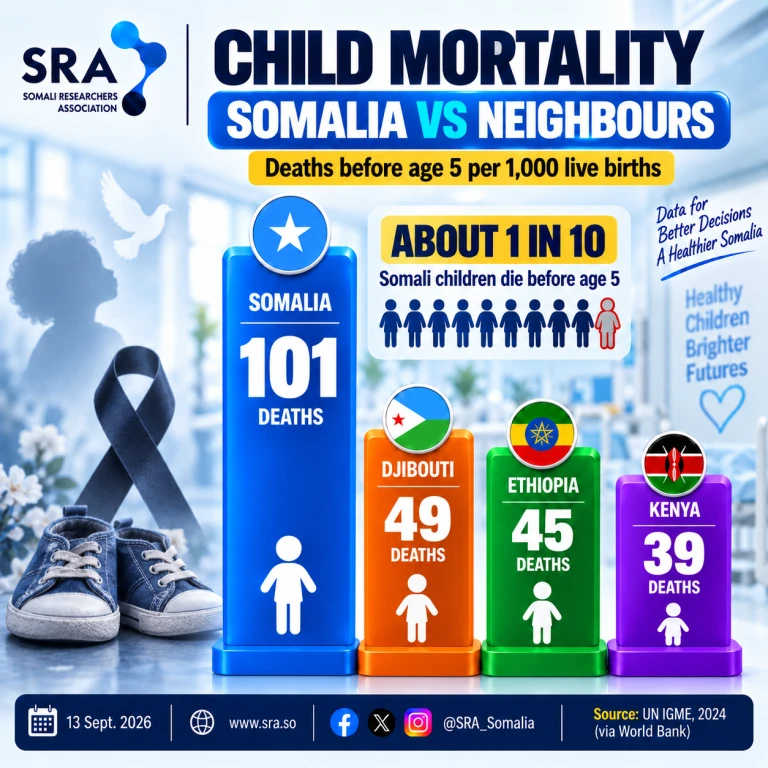 SRA
SOMALI RESEARCHERS
ASSOCIATION
CHILD MORTALITY
SOMALIA VS NEIGHBOURS
Deaths before age 5 per 1,000 live births
Data for
Better Decisions
A Healthier Somalia
ABOUT 1 IN 10
Somali children die before age 5
Healthy
Children
Brighter
Futures
SOMALIA
101
DEATHS
DJIBOUTI
49
DEATHS
ETHIOPIA
45
DEATHS
KENYA
39
DEATHS
13 Sept. 2026
www.sra.so
@SRA_Somalia
Source: UN IGME, 2024
(via World Bank)